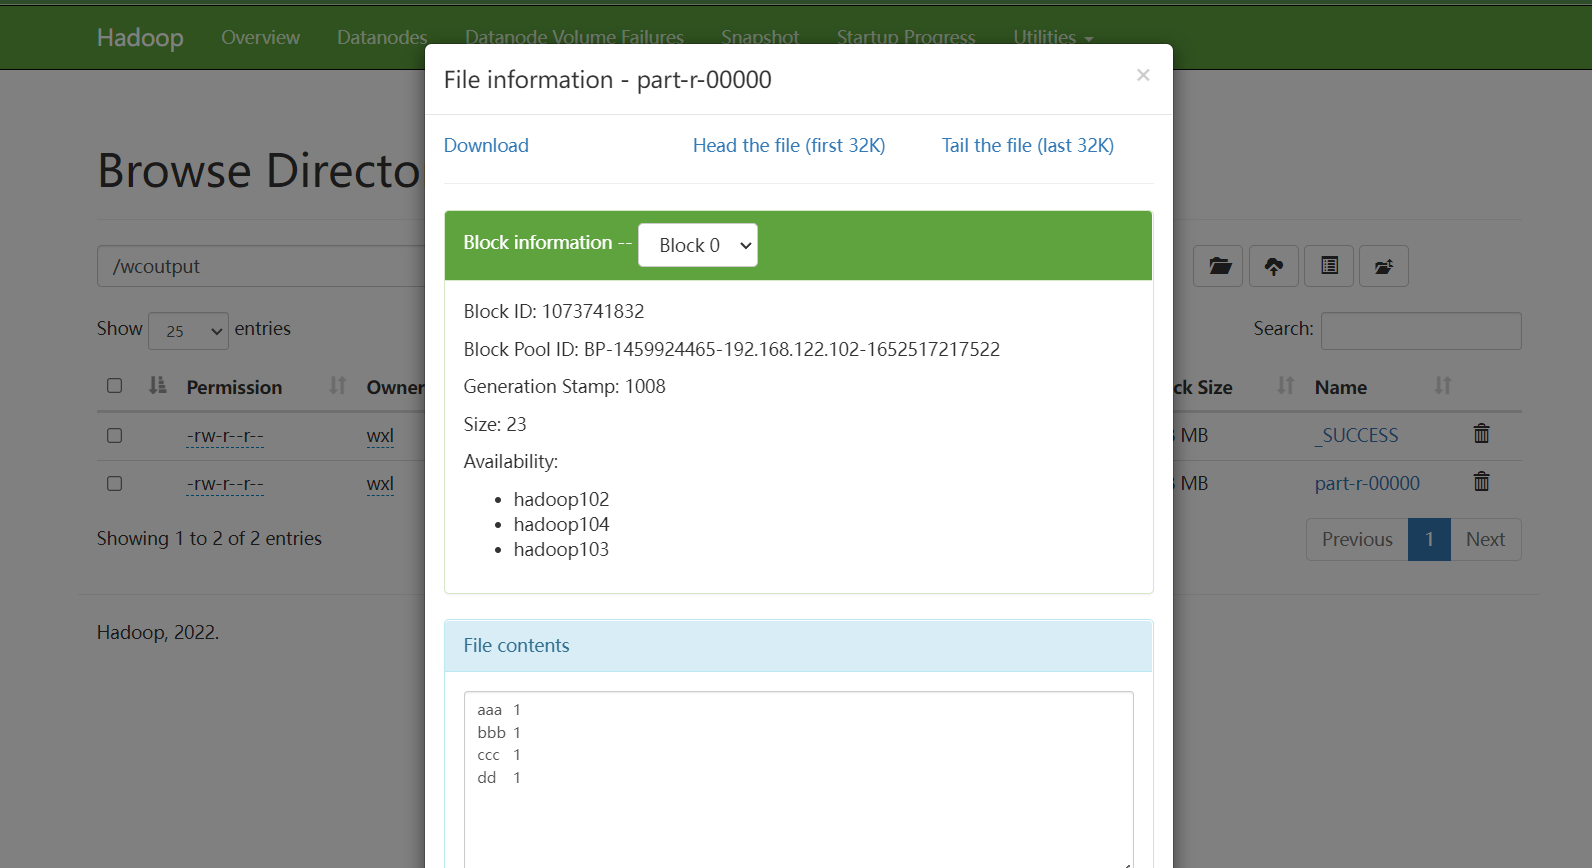 Hadoop Overview Datanodes Datanode Volume Failures Snapshot Startup Progress Utilities
File information - part-r-00000 ×
Download Head the file (first 32K) Tail the file (last 32K)
Browse Directo
Block information -- Block 0
/wcoutput
Block ID: 1073741832
Show 25 entries Search:
Block Pool ID: BP-1459924465-192.168.122.102-1652517217522
Permission Owner ck Size Name
Generation Stamp: 1008
Size: 23
-rw-r--r-- wxl MB _SUCCESS
Availability:
-rw-r--r-- wxl MB part-r-00000
• hadoop102
• hadoop104
• hadoop103
Showing 1 to 2 of 2 entries Previous 1 Next
Hadoop, 2022.
File contents
aaa 1
bbb 1
ccc 1
dd 1